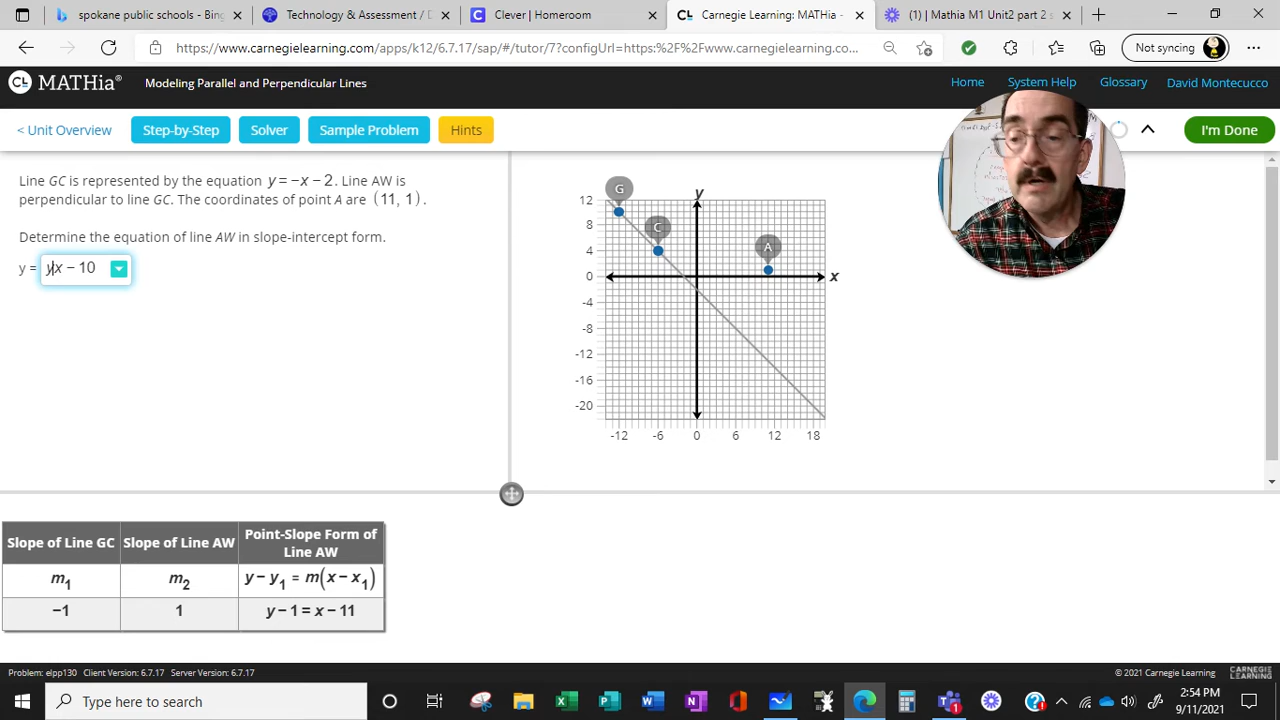 spokane public schools - Bing
Technology & Assessment / D
Clever | Homeroom
CL Carnegie Learning: MATHia -
(1) | Mathia M1 Unit2 part 2 s
https://www.carnegielearning.com/apps/k12/6.7.17/sap/#/tutor/7?configUrl=https:%2F%2Fwww.carnegielearning.co...
Not syncing
CL MATHia® Modeling Parallel and Perpendicular Lines
Home System Help Glossary David Montecucco
< Unit Overview Step-by-Step Solver Sample Problem Hints I'm Done
Line GC is represented by the equation y = −x − 2. Line AW is
perpendicular to line GC. The coordinates of point A are (11, 1).
Determine the equation of line AW in slope-intercept form.
y = yx − 10
G
C
A
y
x
12
8
4
0
-4
-8
-12
-16
-20
-12 -6 0 6 12 18
Slope of Line GC Slope of Line AW Point-Slope Form of
Line AW
m1 m2 y − y1 = m(x − x1)
−1 1 y − 1 = x − 11
Problem: elpp130 Client Version: 6.7.17 Server Version: 6.7.17
© 2021 Carnegie Learning
CARNEGIE
LEARNING
Type here to search
2:54 PM
9/11/2021